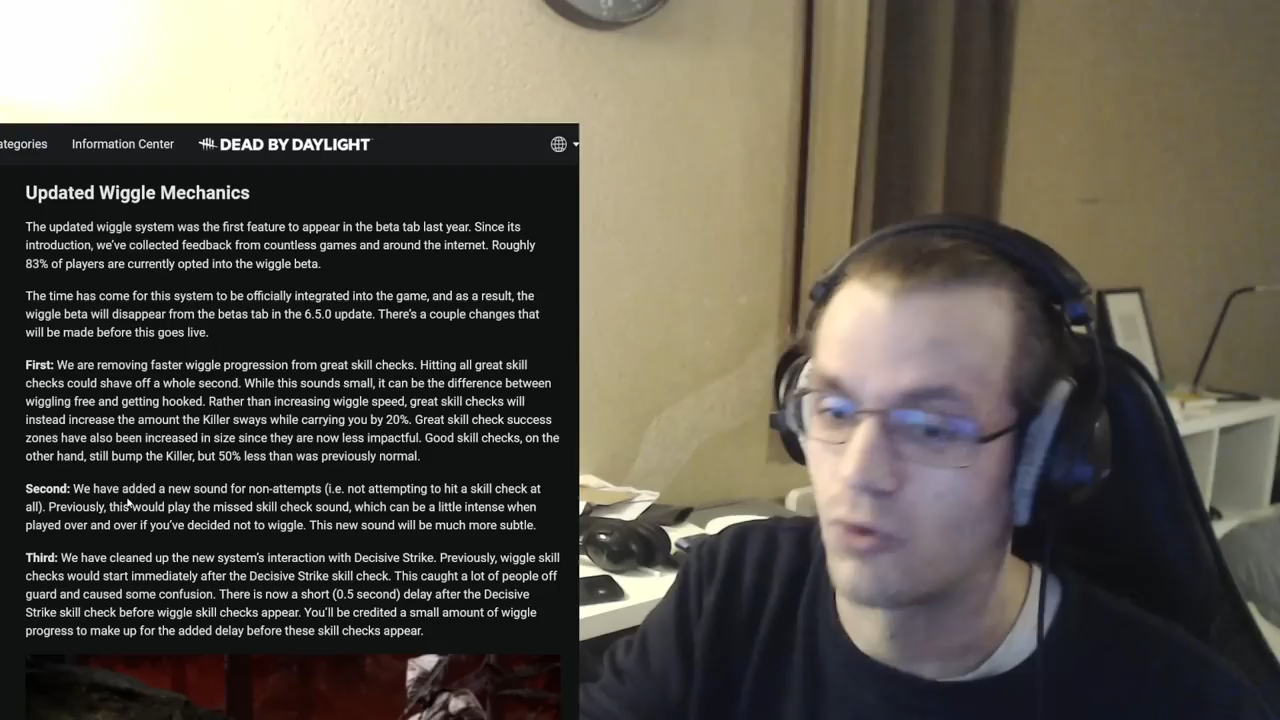 ategories Information Center DEAD BY DAYLIGHT
Updated Wiggle Mechanics
The updated wiggle system was the first feature to appear in the beta tab last year. Since its
introduction, we've collected feedback from countless games and around the internet. Roughly
83% of players are currently opted into the wiggle beta.
The time has come for this system to be officially integrated into the game, and as a result, the
wiggle beta will disappear from the betas tab in the 6.5.0 update. There's a couple changes that
will be made before this goes live.
First: We are removing faster wiggle progression from great skill checks. Hitting all great skill
checks could shave off a whole second. While this sounds small, it can be the difference between
wiggling free and getting hooked. Rather than increasing wiggle speed, great skill checks will
instead increase the amount the Killer sways while carrying you by 20%. Great skill check success
zones have also been increased in size since they are now less impactful. Good skill checks, on the
other hand, still bump the Killer, but 50% less than was previously normal.
Second: We have added a new sound for non-attempts (i.e. not attempting to hit a skill check at
all). Previously, this would play the missed skill check sound, which can be a little intense when
played over and over if you've decided not to wiggle. This new sound will be much more subtle.
Third: We have cleaned up the new system's interaction with Decisive Strike. Previously, wiggle skill
checks would start immediately after the Decisive Strike skill check. This caught a lot of people off
guard and caused some confusion. There is now a short (0.5 second) delay after the Decisive
Strike skill check before wiggle skill checks appear. You'll be credited a small amount of wiggle
progress to make up for the added delay before these skill checks appear.